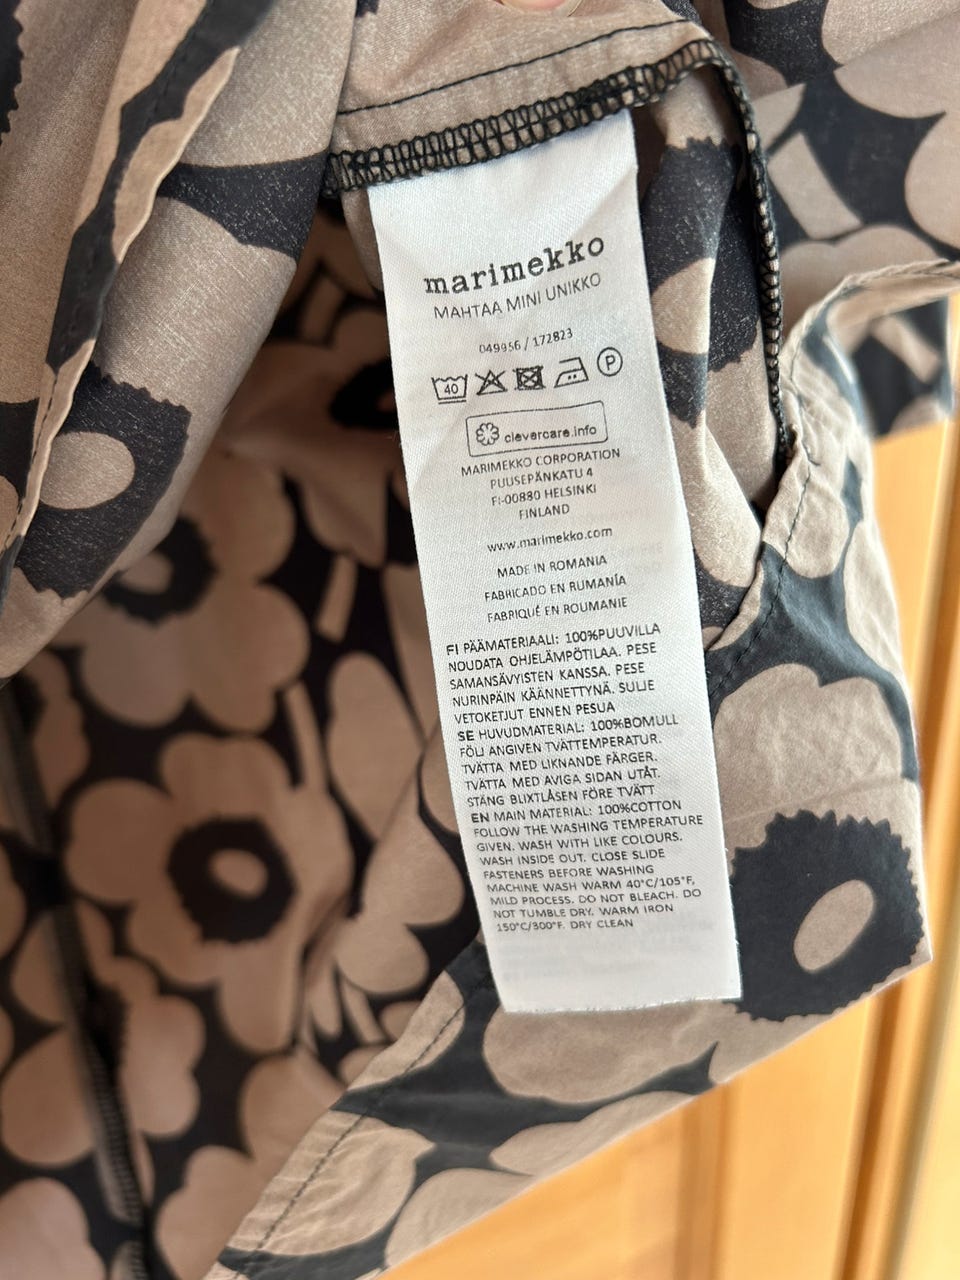 marimekko
MAHTAA MINI UNIKKO
049956 / 172823
40 P
clevercare.info
MARIMEKKO CORPORATION
PUUSEPÄNKATU 4
FI-00880 HELSINKI
FINLAND
www.marimekko.com
MADE IN ROMANIA
FABRICADO EN RUMANÍA
FABRIQUÉ EN ROUMANIE
FI PÄÄMATERIAALI: 100%PUUVILLA
NOUDATA OHJELÄMPÖTILAA. PESE
SAMANSÄVYISTEN KANSSA. PESE
NURINPÄIN KÄÄNNETTYNÄ. SULJE
VETOKETJUT ENNEN PESUA
SE HUVUDMATERIAL: 100%BOMULL
FÖLJ ANGIVEN TVÄTTEMPERATUR.
TVÄTTA MED LIKNANDE FÄRGER.
TVÄTTA MED AVIGA SIDAN UTÅT.
STÄNG BLIXTLÅSEN FÖRE TVÄTT
EN MAIN MATERIAL: 100%COTTON
FOLLOW THE WASHING TEMPERATURE
GIVEN. WASH WITH LIKE COLOURS.
WASH INSIDE OUT. CLOSE SLIDE
FASTENERS BEFORE WASHING
MACHINE WASH WARM 40°C/105°F,
MILD PROCESS. DO NOT BLEACH. DO
NOT TUMBLE DRY. WARM IRON
150°C/300°F. DRY CLEAN